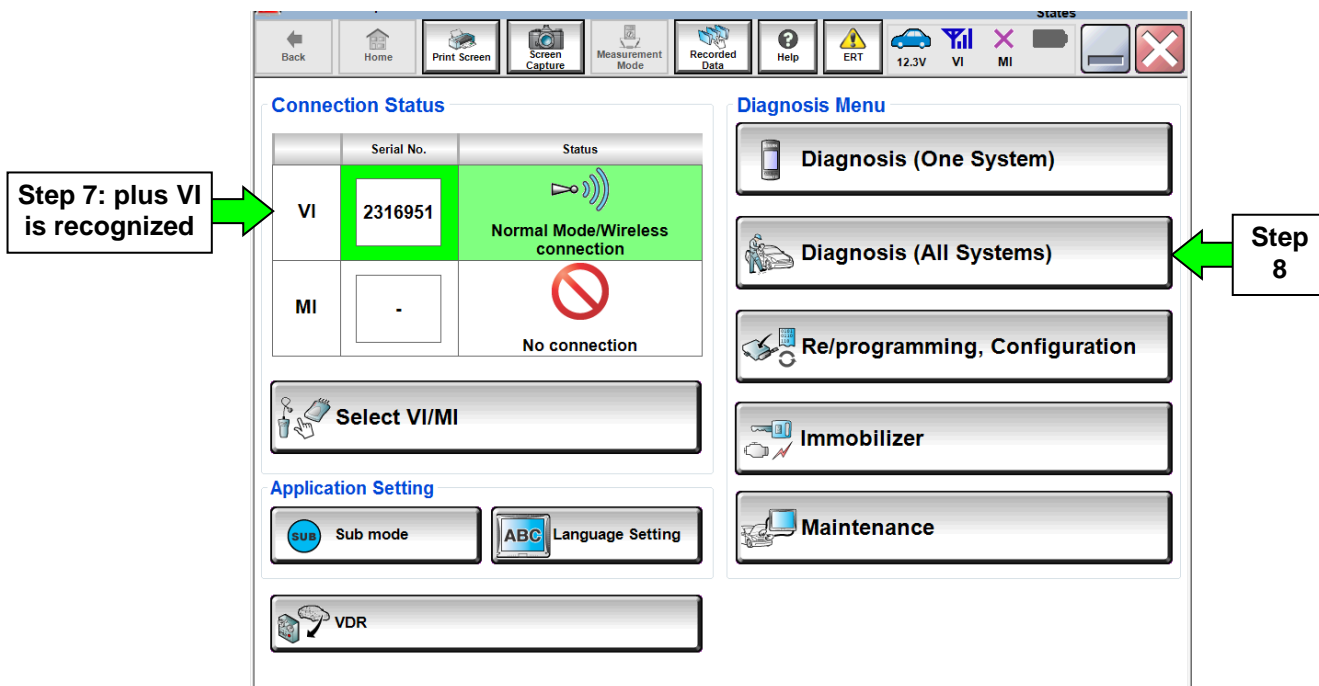 States
Back
Home
Print Screen
Screen
Capture
Measurement
Mode
Recorded
Data
Help
ERT
12.3V
VI
MI
Connection Status
Serial No.
Status
VI
2316951
Normal Mode/Wireless
connection
MI
-
No connection
Select VI/MI
Application Setting
SUB
Sub mode
ABC
Language Setting
VDR
Diagnosis Menu
Diagnosis (One System)
Diagnosis (All Systems)
Re/programming, Configuration
Immobilizer
Maintenance
Step 7: plus VI
is recognized
Step
8